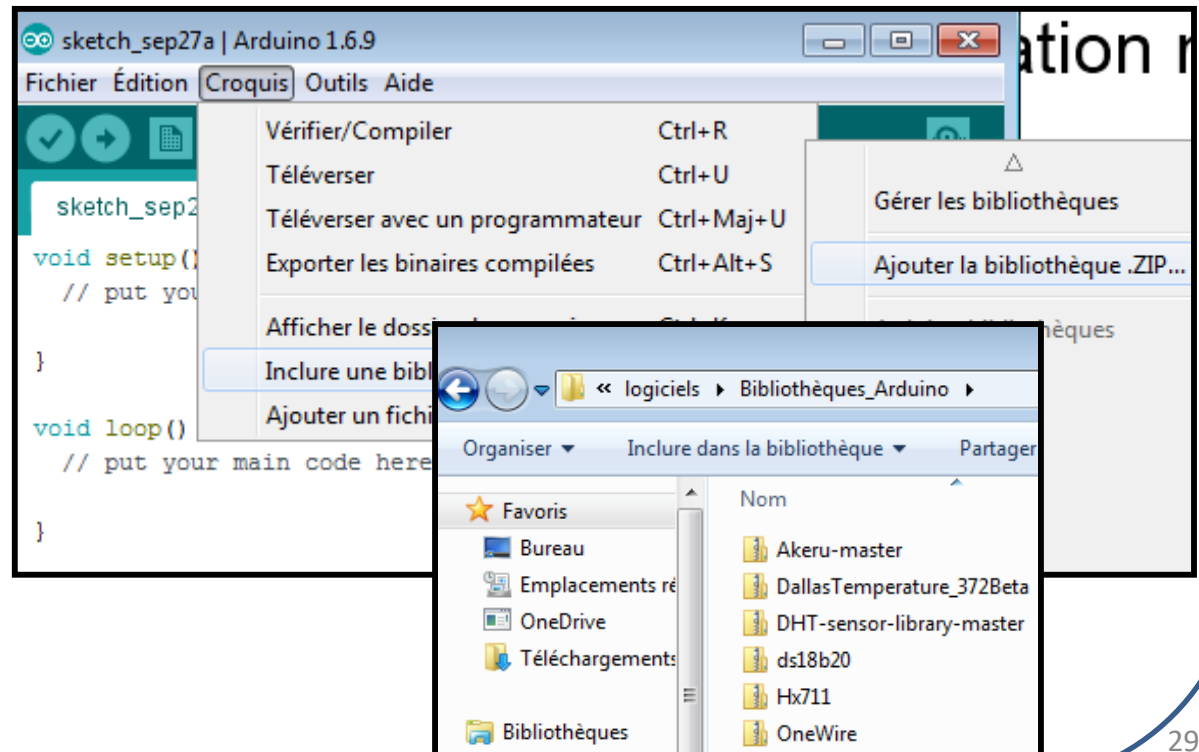 sketch_sep27a | Arduino 1.6.9
ation
Fichier Édition Croquis Outils Aide
Vérifier/Compiler Ctrl+R
Téléverser Ctrl+U
Téléverser avec un programmateur Ctrl+Maj+U
Exporter les binaires compilées Ctrl+Alt+S
Afficher le
Inclure une
Ajouter un
Gérer les bibliothèques
Ajouter la bibliothèque .ZIP...
sketch_sep2
void setup()
// put you
}
void loop()
// put your main code here
}
« logiciels Bibliothèques_Arduino
Organiser Inclure dans la bibliothèque Partager
Favoris
Bureau
Emplacements ré
OneDrive
Téléchargements
Bibliothèques
Nom
Akeru-master
DallasTemperature_372Beta
DHT-sensor-library-master
ds18b20
Hx711
OneWire
29